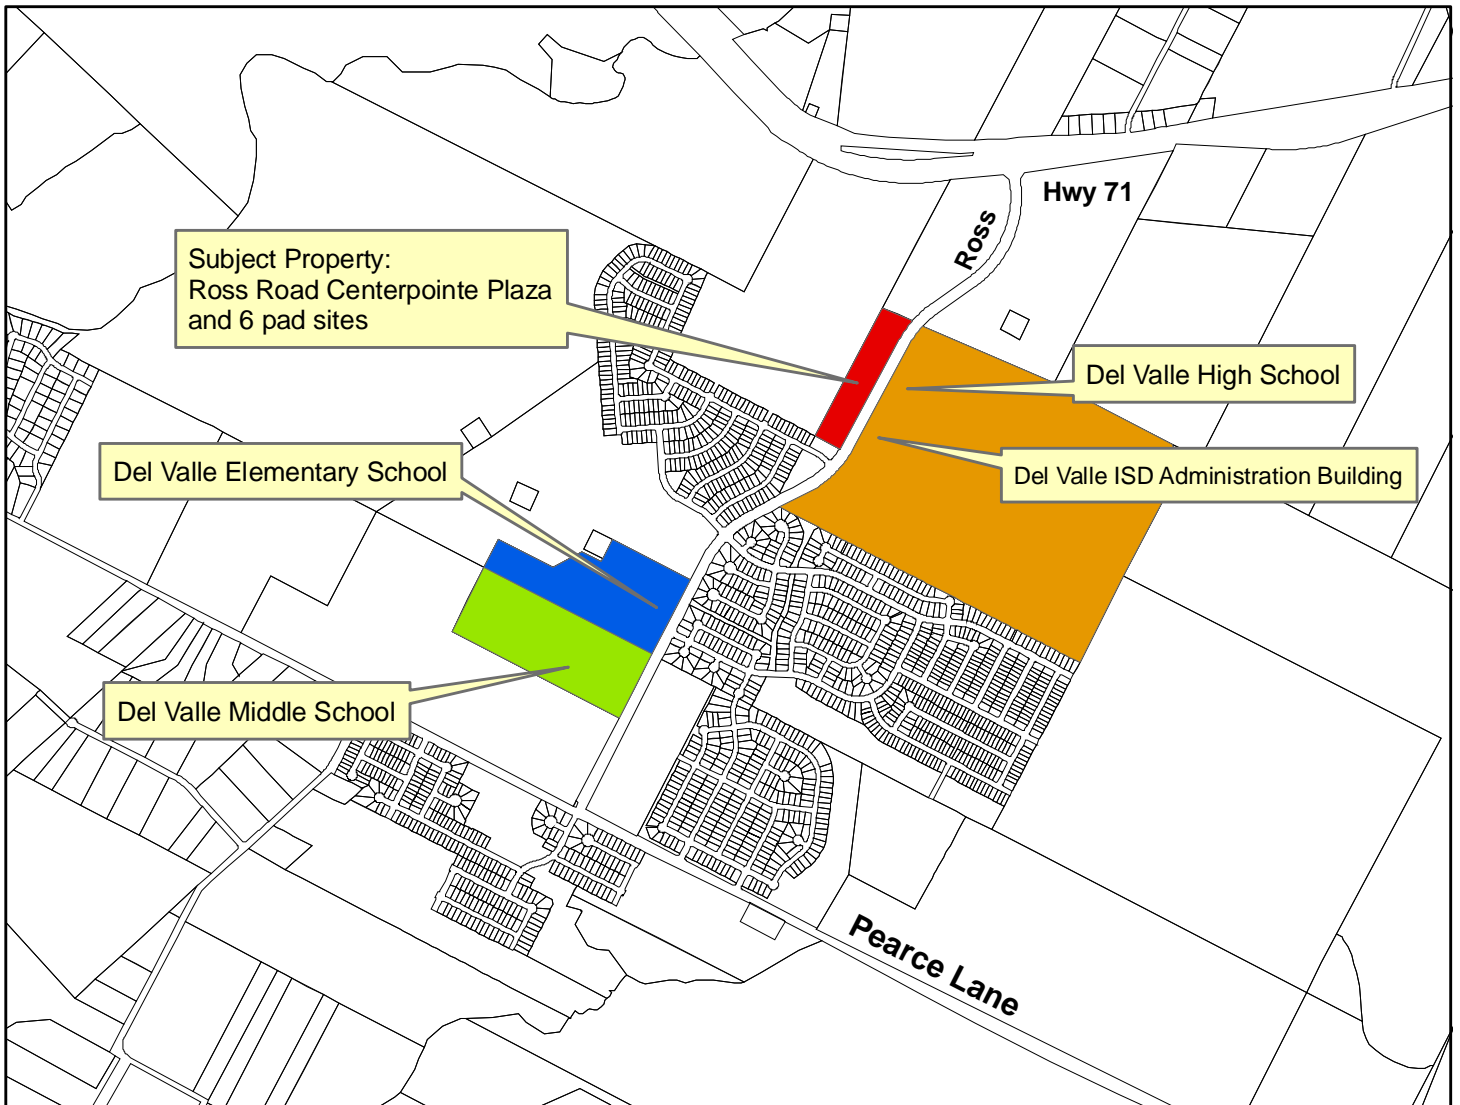 Hwy 71
Ross
Subject Property:
Ross Road Centerpointe Plaza
and 6 pad sites
Del Valle High School
Del Valle Elementary School
Del Valle ISD Administration Building
Del Valle Middle School
Pearce Lane